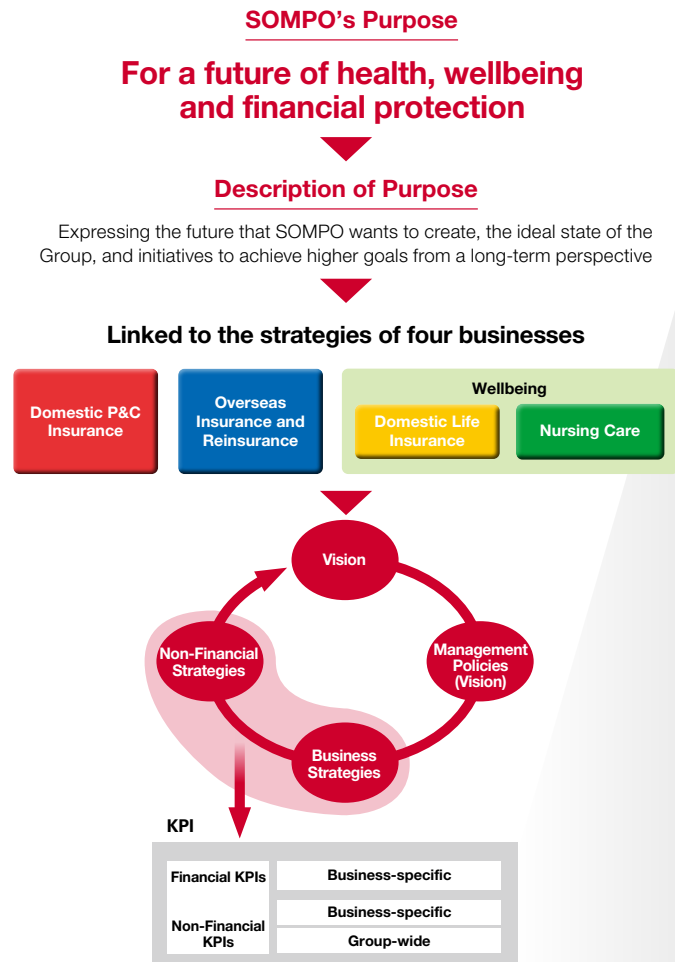 SOMPO’s Purpose
For a future of health, wellbeing
and financial protection
Description of Purpose
Expressing the future that SOMPO wants to create, the ideal state of the
Group, and initiatives to achieve higher goals from a long-term perspective
Linked to the strategies of four businesses
Domestic P&C
Insurance
Overseas
Insurance and
Reinsurance
Wellbeing
Domestic Life
Insurance
Nursing Care
Vision
Non-Financial
Strategies
Management
Policies
(Vision)
Business
Strategies
KPI
Financial KPIs
Business-specific
Non-Financial
KPIs
Business-specific
Group-wide